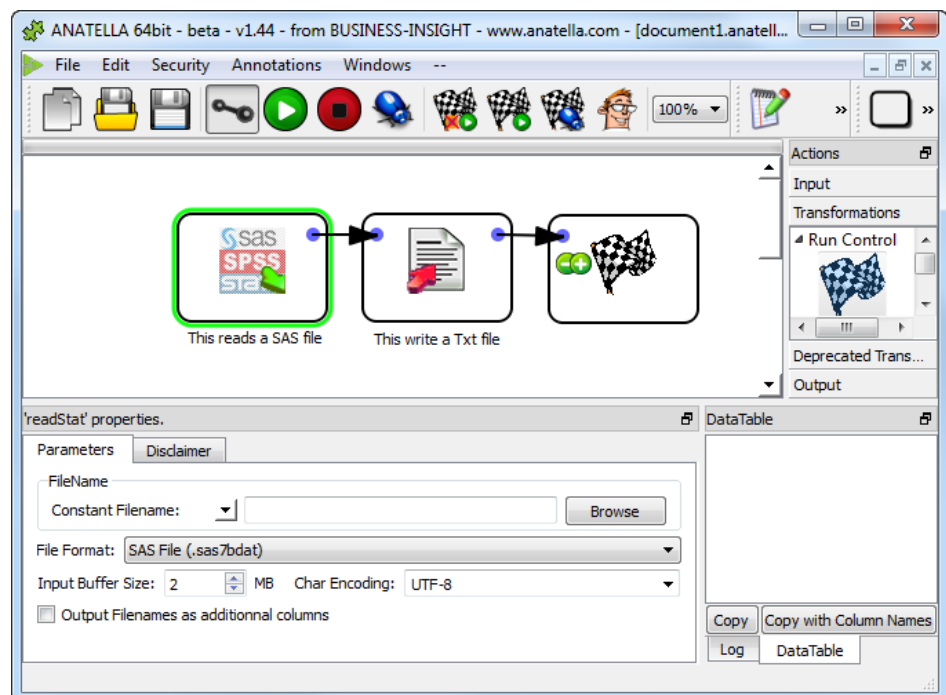 ANATELLA 64bit - beta - v1.44 - from BUSINESS-INSIGHT - www.anatella.com - [document1.anatell...
File Edit Security Annotations Windows --
100%
»
»
Actions
Input
Transformations
Run Control
Deprecated Trans...
Output
sas
SPSS
stata
This reads a SAS file
This write a Txt file
'readStat' properties.
Parameters Disclaimer
FileName
Constant Filename: Browse
File Format: SAS File (.sas7bdat)
Input Buffer Size: 2 MB Char Encoding: UTF-8
Output Filenames as additionnal columns
DataTable
Copy Copy with Column Names
Log DataTable